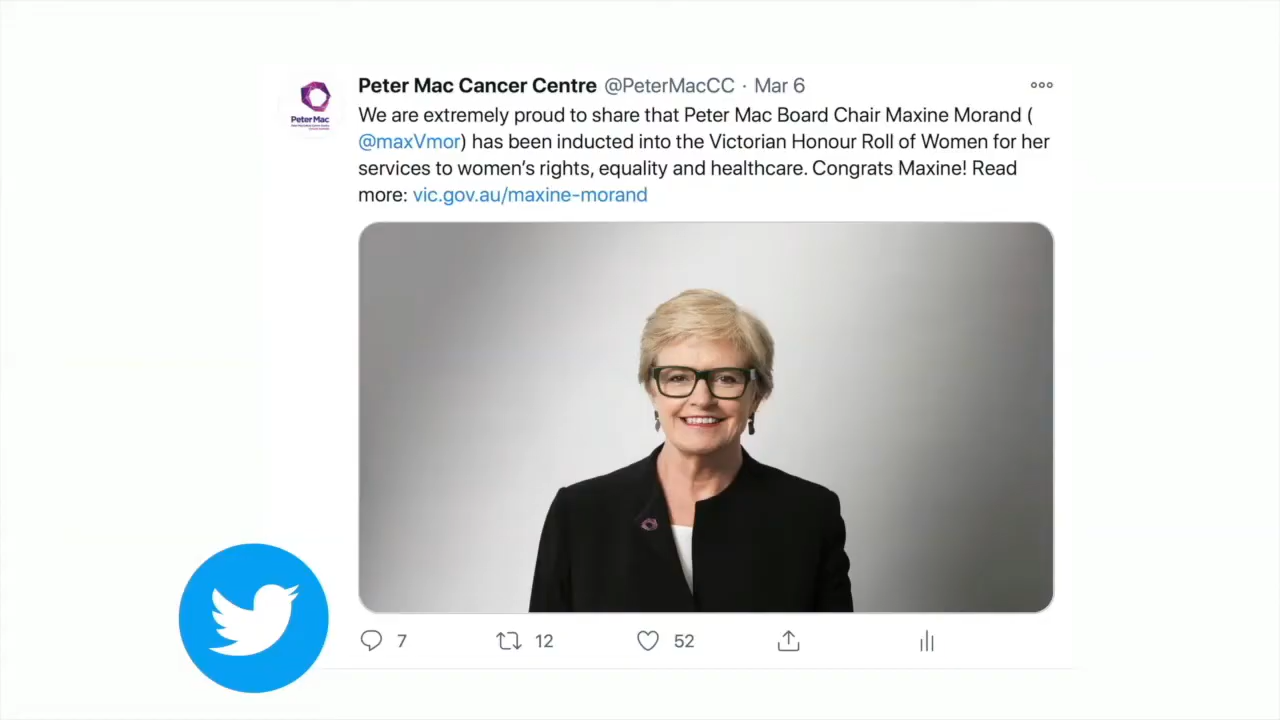 Peter Mac Cancer Centre @PeterMacCC · Mar 6
We are extremely proud to share that Peter Mac Board Chair Maxine Morand (
@maxVmor) has been inducted into the Victorian Honour Roll of Women for her
services to women's rights, equality and healthcare. Congrats Maxine! Read
more: vic.gov.au/maxine-morand
Peter Mac
7 12 52